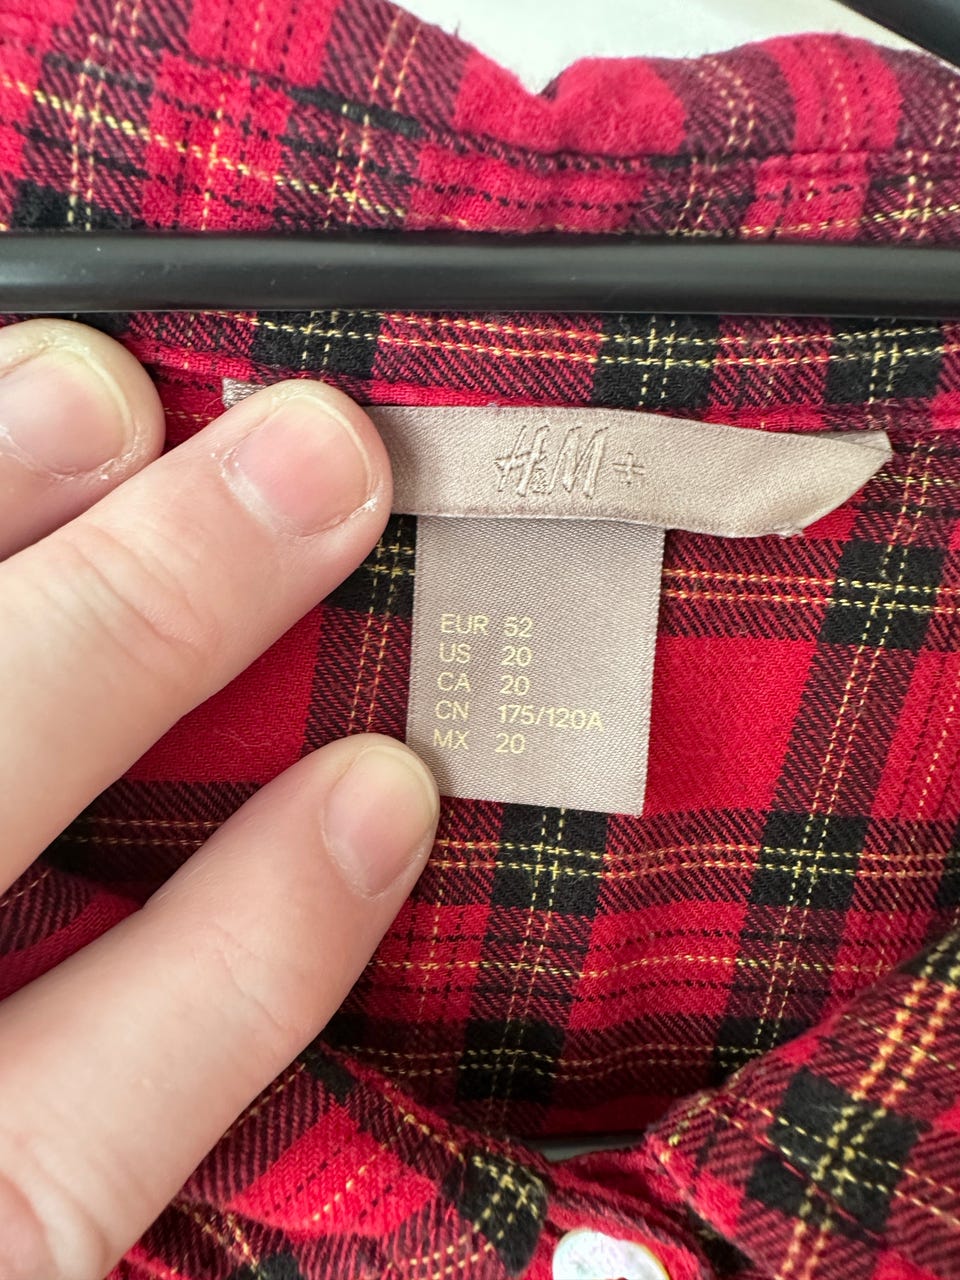 H&M+
EUR 52
US 20
CA 20
CN 175/120A
MX 20